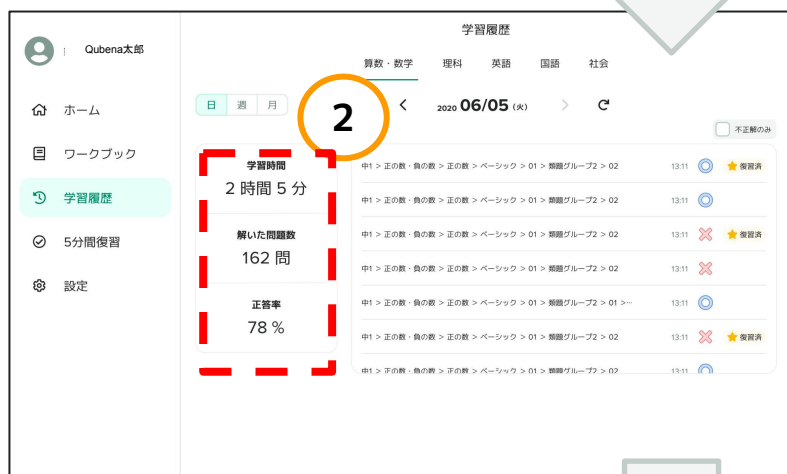 学習履歴
Qubena太郎
算数・数学 理科 英語 国語 社会
日 週 月
2
2020 06/05 (火)
不正解のみ
ホーム
ワークブック
学習履歴
5分間復習
設定
学習時間
2 時間 5 分
解いた問題数
162 問
正答率
78 %
中1 > 正の数・負の数 > 正の数 > ベーシック > 01 > 類題グループ2 > 02 13:11 復習済
中1 > 正の数・負の数 > 正の数 > ベーシック > 01 > 類題グループ2 > 02 13:11
中1 > 正の数・負の数 > 正の数 > ベーシック > 01 > 類題グループ2 > 02 13:11 復習済
中1 > 正の数・負の数 > 正の数 > ベーシック > 01 > 類題グループ2 > 02 13:11
中1 > 正の数・負の数 > 正の数 > ベーシック > 01 > 類題グループ2 > 01 >… 13:11
中1 > 正の数・負の数 > 正の数 > ベーシック > 01 > 類題グループ2 > 02 13:11 復習済
中1 > 正の数・負の数 > 正の数 > ベーシック > 01 > 類題グループ2 > 02 13:11